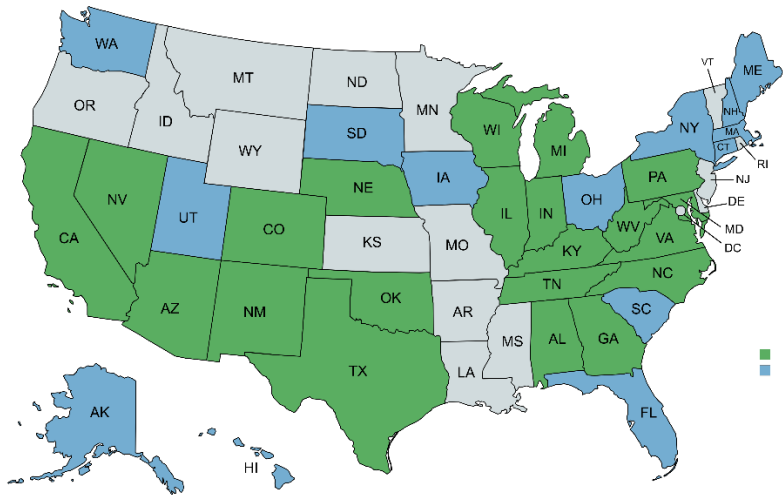 WA
MT
ND
MN
VT
ME
OR
ID
WY
SD
WI
MI
NY
NH
MA
CT
RI
NV
UT
NE
IA
IL
IN
OH
PA
NJ
DE
MD
DC
CA
CO
KS
MO
KY
WV
VA
AZ
NM
OK
AR
TN
NC
SC
TX
LA
MS
AL
GA
FL
AK
HI